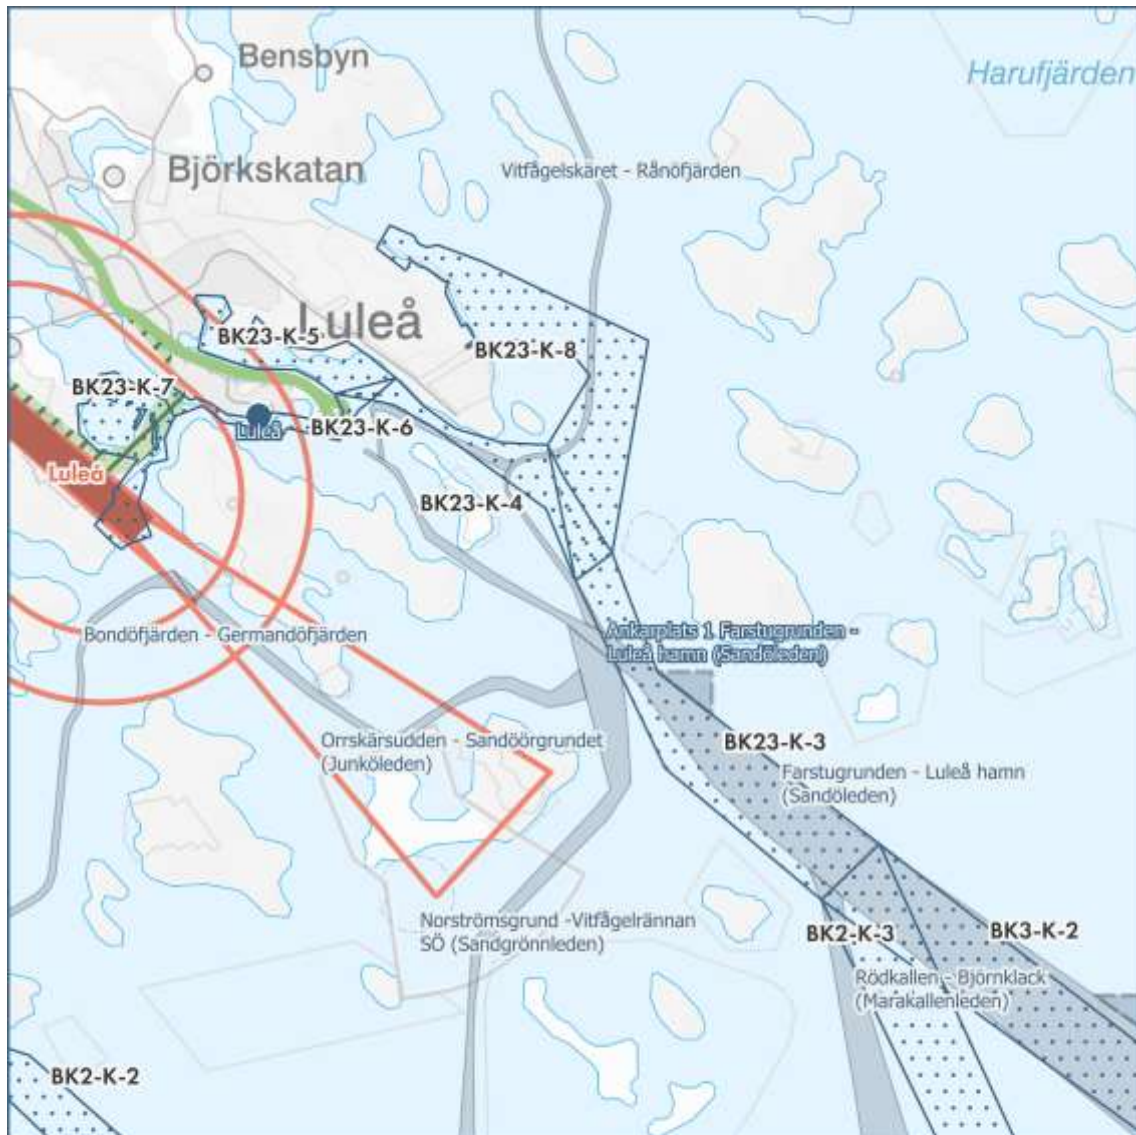 Bensbyn
Harufjärden
Björkskatan
Vitfågelskäret - Rånöfjärden
Luleå
BK23-K-5
BK23-K-8
BK23-K-7
Luleå
BK23-K-6
Luleå
BK23-K-4
Bondöfjärden - Germandöfjärden
Ankarplats 1 Farstugrunden -
Luleå hamn (Sandöleden)
Orrskärsudden - Sandöörgrundet
(Junköleden)
BK23-K-3
Farstugrunden - Luleå hamn
(Sandöleden)
Norströmsgrund -Vitfågelrännan
SÖ (Sandgrönnleden)
BK2-K-3
BK3-K-2
Rödkallen - Björnklack
(Marakallenleden)
BK2-K-2